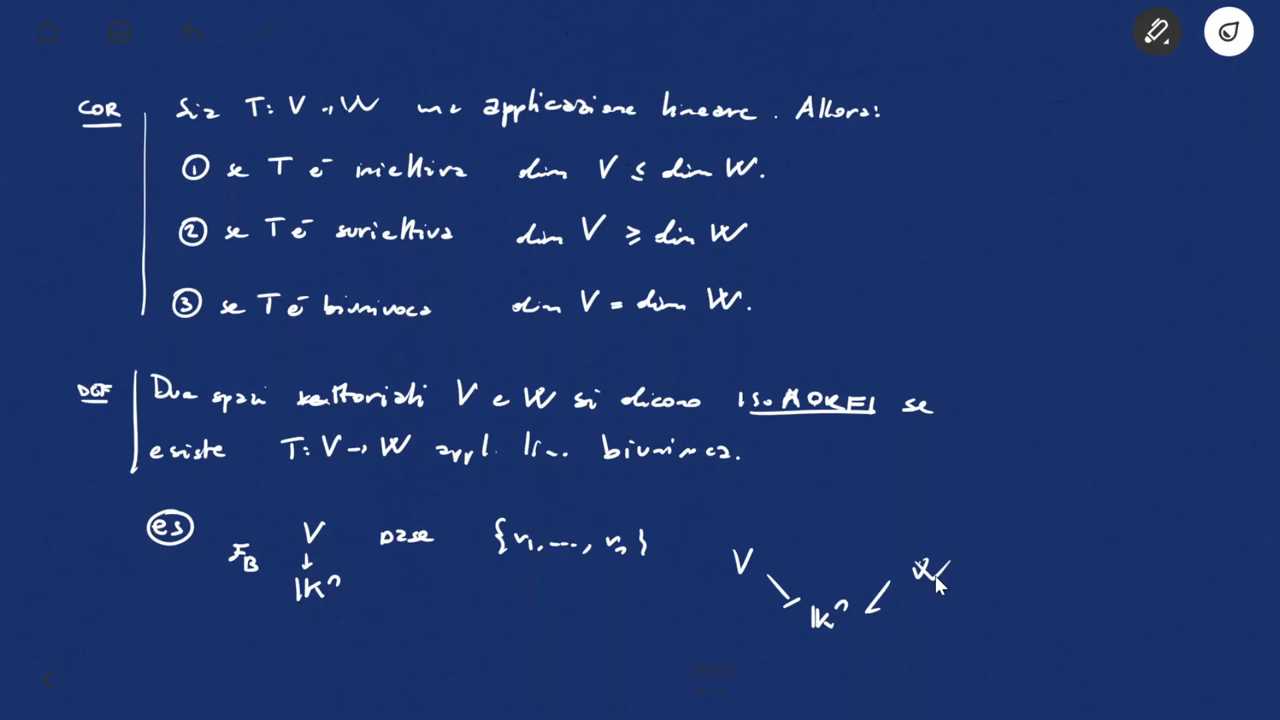 COR Sia T: V → W una applicazione lineare. Allora:
① se T è iniettiva dim V ≤ dim W.
② se T è suriettiva dim V ≥ dim W
③ se T è biunivoca dim V = dim W.
DEF Due spazi vettoriali V e W si dicono ISOMORFI se
esiste T: V → W appl. lin. biunivoca.
es V base {v₁, ..., vₙ}
F_B ↓
𝕂ⁿ
V W
↘ 𝕂ⁿ ↙